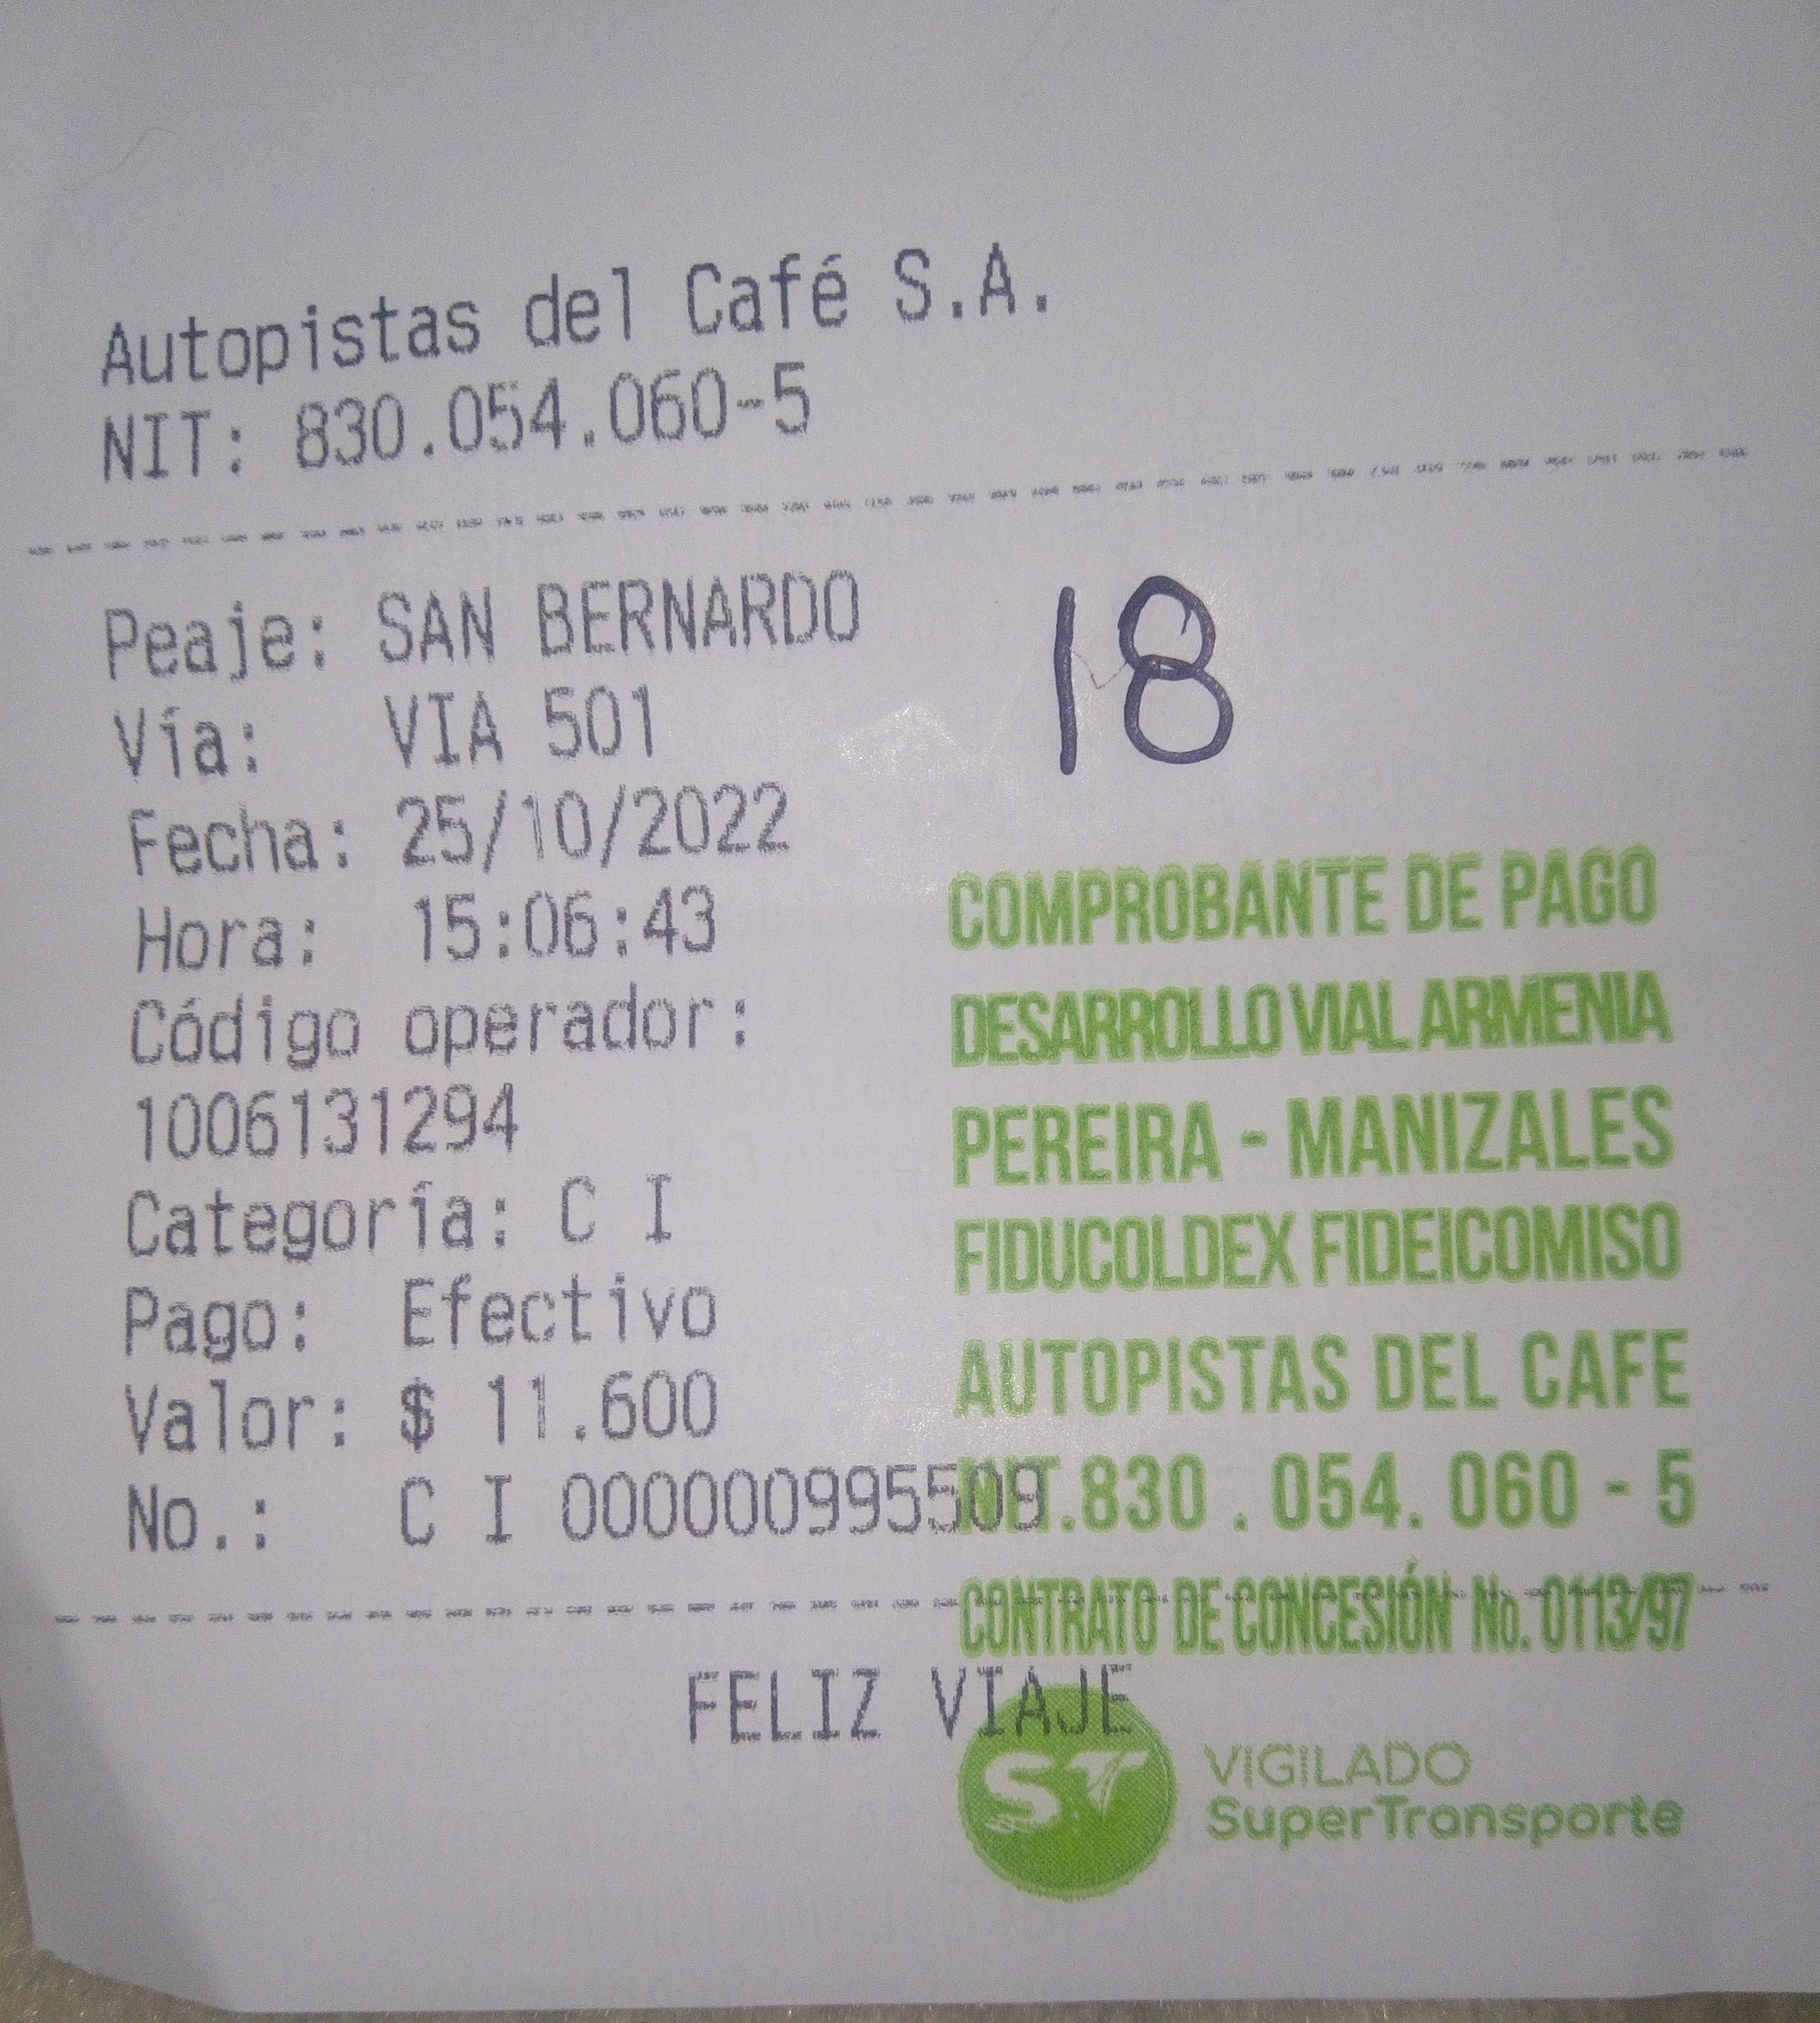 Autopistas del Café S.A.
NIT: 830.054.060-5
Peaje: SAN BERNARDO
Vía: VIA 501
Fecha: 25/10/2022
Hora: 15:06:43
Código operador:
1006131294
Categoría: C I
Pago: Efectivo
Valor: $ 11.600
No.: C I 000000995509
FELIZ VIAJE
18
COMPROBANTE DE PAGO
DESARROLLO VIAL ARMENIA
PEREIRA - MANIZALES
FIDUCOLDEX FIDEICOMISO
AUTOPISTAS DEL CAFE
NIT.830 . 054. 060 - 5
CONTRATO DE CONCESIÓN No. 0113/97
ST
VIGILADO
SuperTransporte